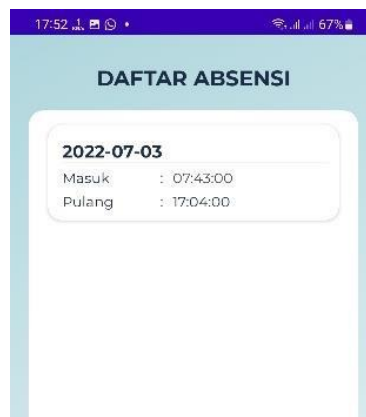 17:52 67%
DAFTAR ABSENSI
2022-07-03
Masuk : 07:43:00
Pulang : 17:04:00